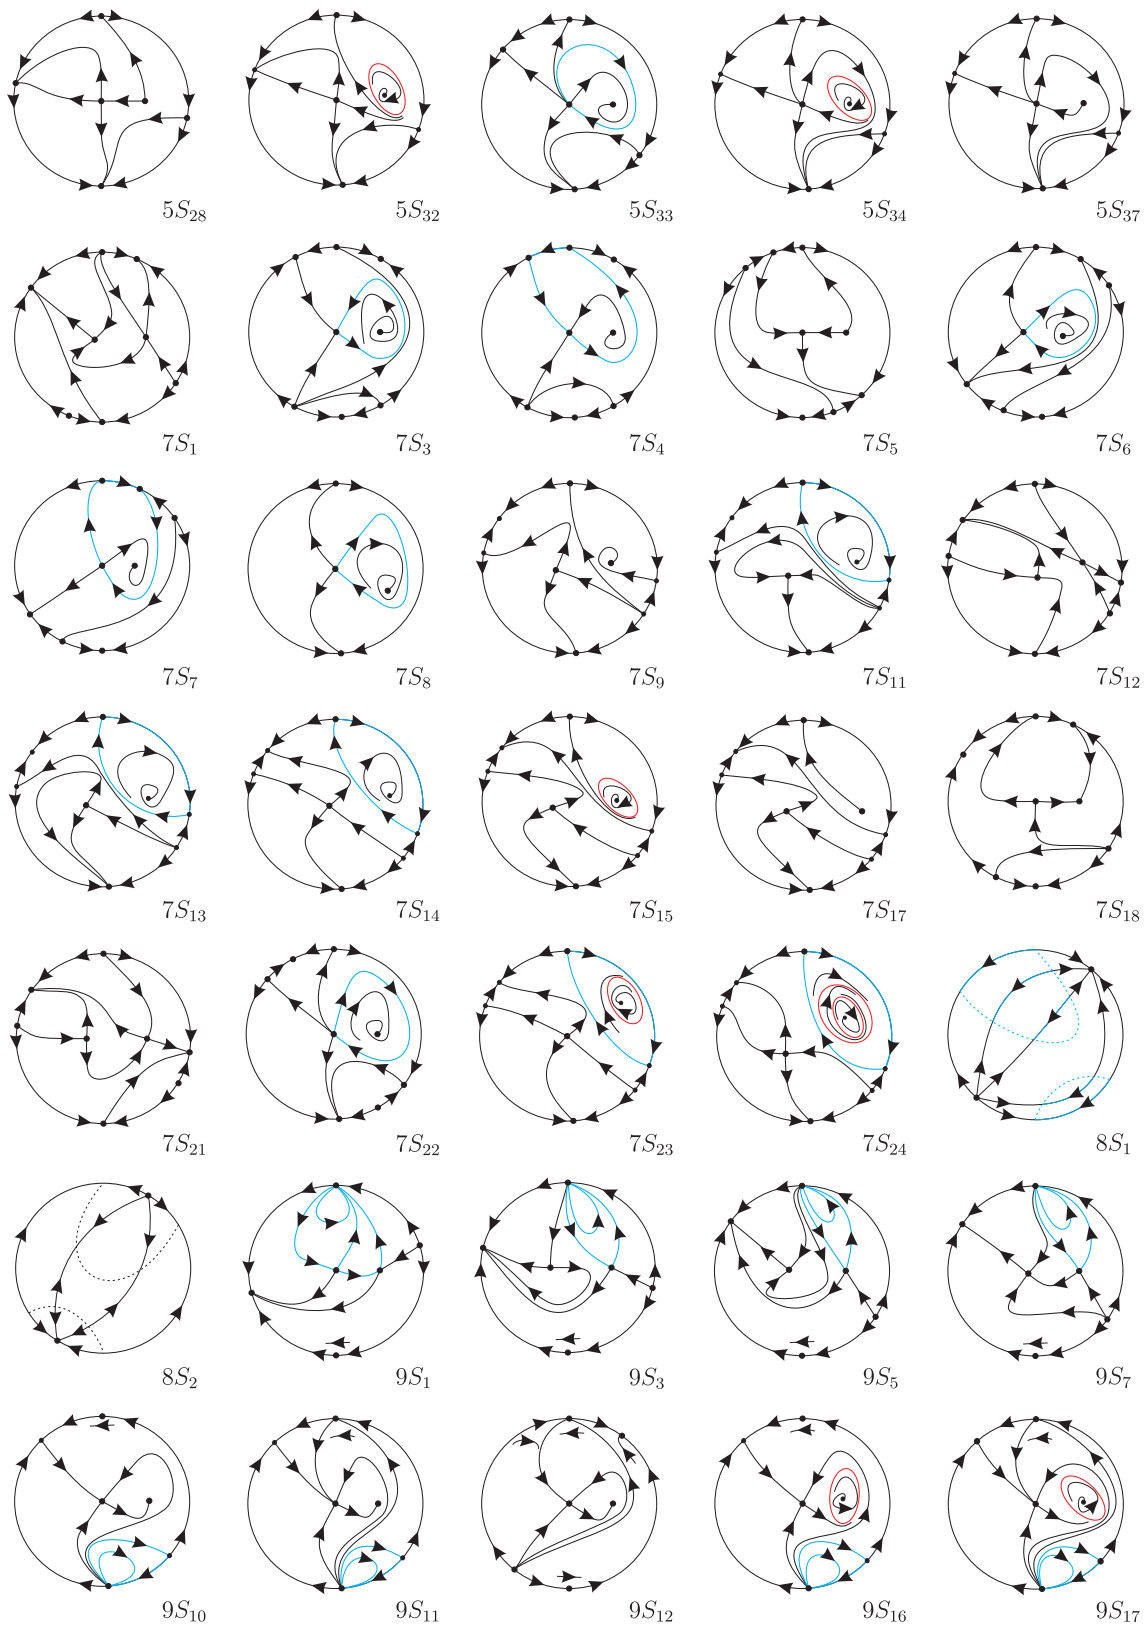 5S₂₈ 5S₃₂ 5S₃₃ 5S₃₄ 5S₃₇
7S₁ 7S₃ 7S₄ 7S₅ 7S₆
7S₇ 7S₈ 7S₉ 7S₁₁ 7S₁₂
7S₁₃ 7S₁₄ 7S₁₅ 7S₁₇ 7S₁₈
7S₂₁ 7S₂₂ 7S₂₃ 7S₂₄ 8S₁
8S₂ 9S₁ 9S₃ 9S₅ 9S₇
9S₁₀ 9S₁₁ 9S₁₂ 9S₁₆ 9S₁₇